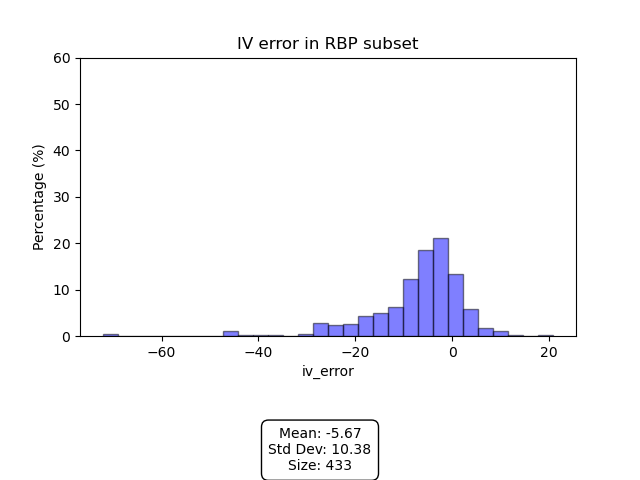 IV error in RBP subset
60
50
40
30
20
10
0
Percentage (%)
−60
−40
−20
0
20
iv_error
Mean: -5.67
Std Dev: 10.38
Size: 433